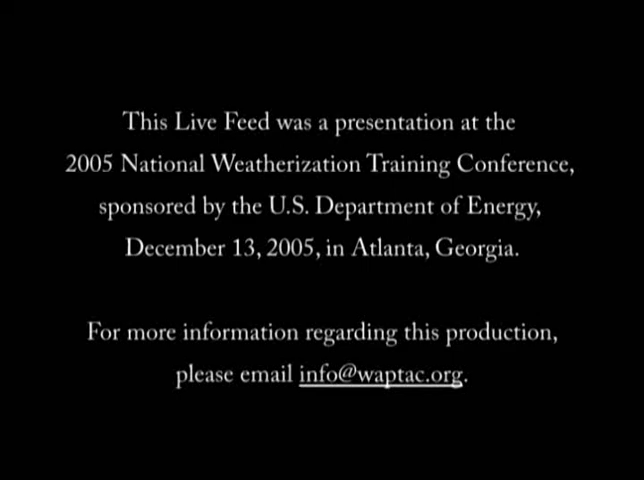 This Live Feed was a presentation at the
2005 National Weatherization Training Conference,
sponsored by the U.S. Department of Energy,
December 13, 2005, in Atlanta, Georgia.
For more information regarding this production,
please email info@waptac.org.